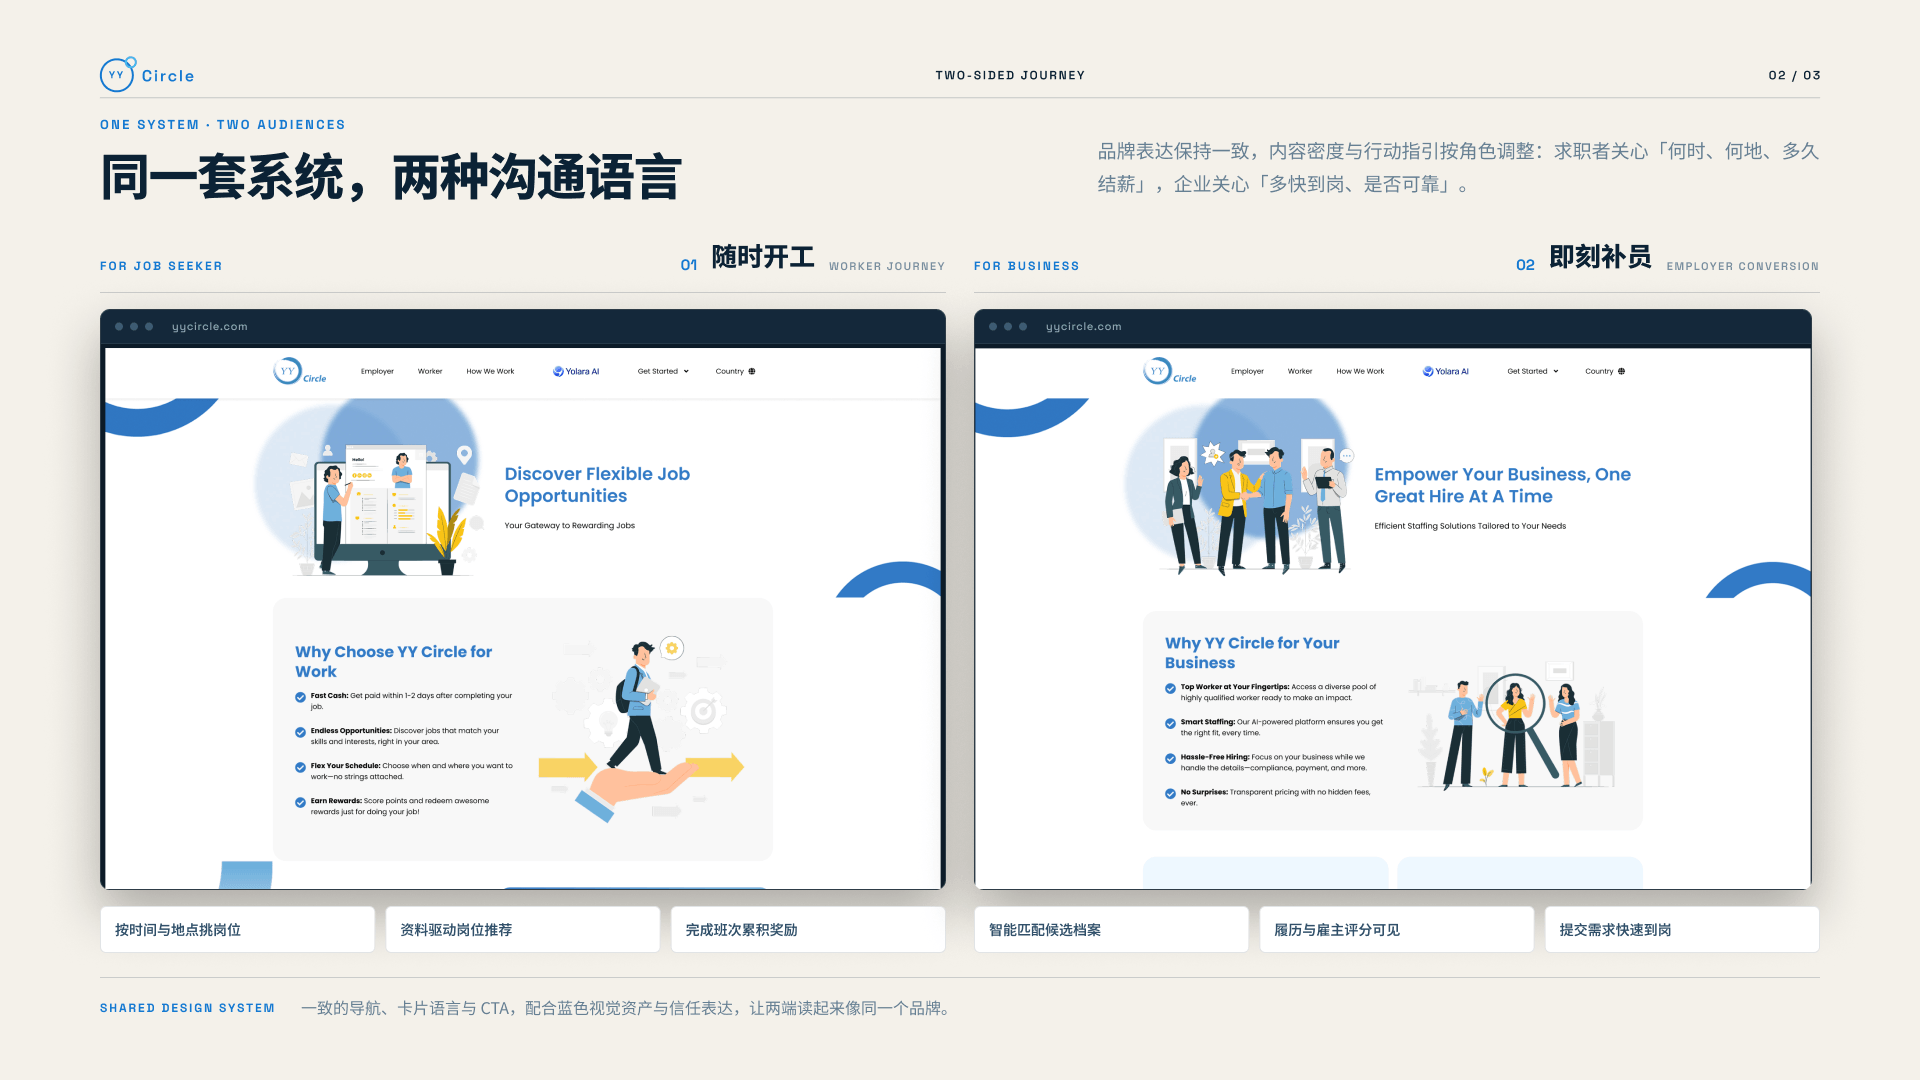 YY Circle
TWO-SIDED JOURNEY
02 / 03
ONE SYSTEM · TWO AUDIENCES
同一套系统，两种沟通语言
品牌表达保持一致，内容密度与行动指引按角色调整：求职者关心「何时、何地、多久
结薪」，企业关心「多快到岗、是否可靠」。
FOR JOB SEEKER
01 随时开工 WORKER JOURNEY
FOR BUSINESS
02 即刻补员 EMPLOYER CONVERSION
yycircle.com
YY Circle
Employer Worker How We Work Yolara AI Get Started Country
Hello!
Discover Flexible Job
Opportunities
Your Gateway to Rewarding Jobs
Why Choose YY Circle for
Work
Fast Cash: Get paid within 1-2 days after completing your
job.
Endless Opportunities: Discover jobs that match your
skills and interests, right in your area.
Flex Your Schedule: Choose when and where you want to
work—no strings attached.
Earn Rewards: Score points and redeem awesome
rewards just for doing your job!
yycircle.com
YY Circle
Employer Worker How We Work Yolara AI Get Started Country
Empower Your Business, One
Great Hire At A Time
Efficient Staffing Solutions Tailored to Your Needs
Why YY Circle for Your
Business
Top Worker at Your Fingertips: Access a diverse pool of
highly qualified worker ready to make an impact.
Smart Staffing: Our AI-powered platform ensures you get
the right fit, every time.
Hassle-Free Hiring: Focus on your business while we
handle the details—compliance, payment, and more.
No Surprises: Transparent pricing with no hidden fees,
ever.
按时间与地点挑岗位
资料驱动岗位推荐
完成班次累积奖励
智能匹配候选档案
履历与雇主评分可见
提交需求快速到岗
SHARED DESIGN SYSTEM
一致的导航、卡片语言与 CTA，配合蓝色视觉资产与信任表达，让两端读起来像同一个品牌。